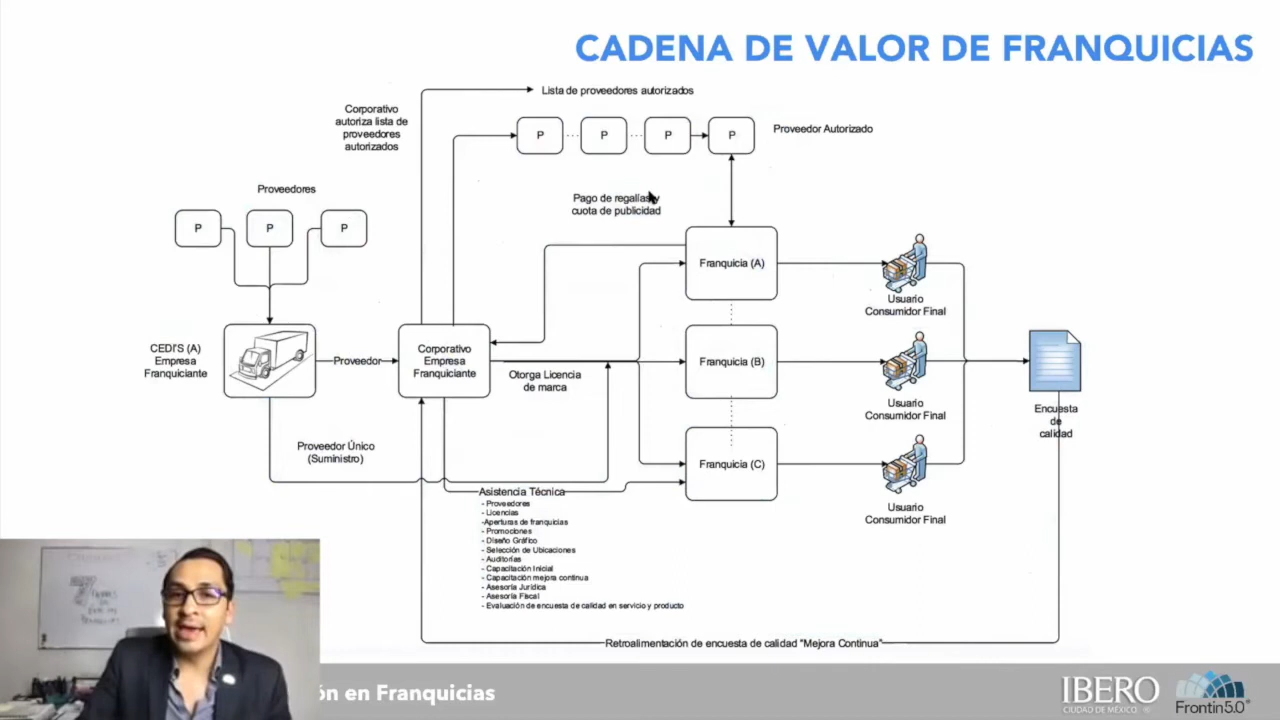 CADENA DE VALOR DE FRANQUICIAS
Lista de proveedores autorizados
Corporativo
autoriza lista de
proveedores
autorizados
P
P
P
P
Proveedor Autorizado
Proveedores
P
P
P
Pago de regalías y
cuota de publicidad
Franquicia (A)
Usuario
Consumidor Final
CEDI'S (A)
Empresa
Franquiciante
Proveedor
Corporativo
Empresa
Franquiciante
Otorga Licencia
de marca
Franquicia (B)
Usuario
Consumidor Final
Encuesta
de
calidad
Proveedor Único
(Suministro)
Franquicia (C)
Usuario
Consumidor Final
Asistencia Técnica
- Proveedores
- Licencias
-Aperturas de franquicias
- Promociones
- Diseño Gráfico
- Selección de Ubicaciones
- Auditorías
- Capacitación Inicial
- Capacitación mejora continua
- Asesoría Jurídica
- Asesoría Fiscal
- Evaluación de encuesta de calidad en servicio y producto
Retroalimentación de encuesta de calidad "Mejora Continua"
ón en Franquicias
IBERO
CIUDAD DE MÉXICO ®
Frontin5.0®